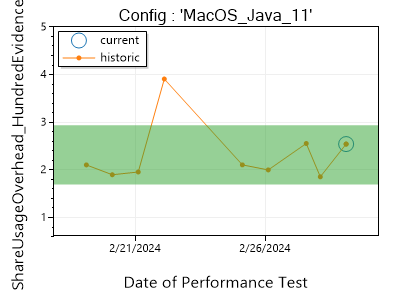 Config : 'MacOS_Java_11'
ShareUsageOverhead_HundredEvidence
current
historic
5
4
3
2
1
2/21/2024
2/26/2024
Date of Performance Test